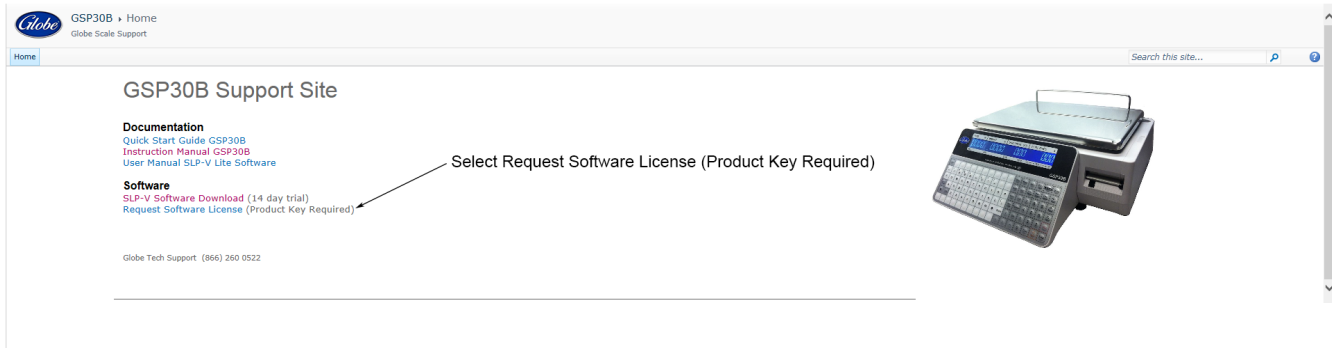 Globe
GSP30B ▸ Home
Globe Scale Support
Home
Search this site...
GSP30B Support Site
Documentation
Quick Start Guide GSP30B
Instruction Manual GSP30B
User Manual SLP-V Lite Software
Select Request Software License (Product Key Required)
Software
SLP-V Software Download (14 day trial)
Request Software License (Product Key Required)
Globe Tech Support (866) 260 0522